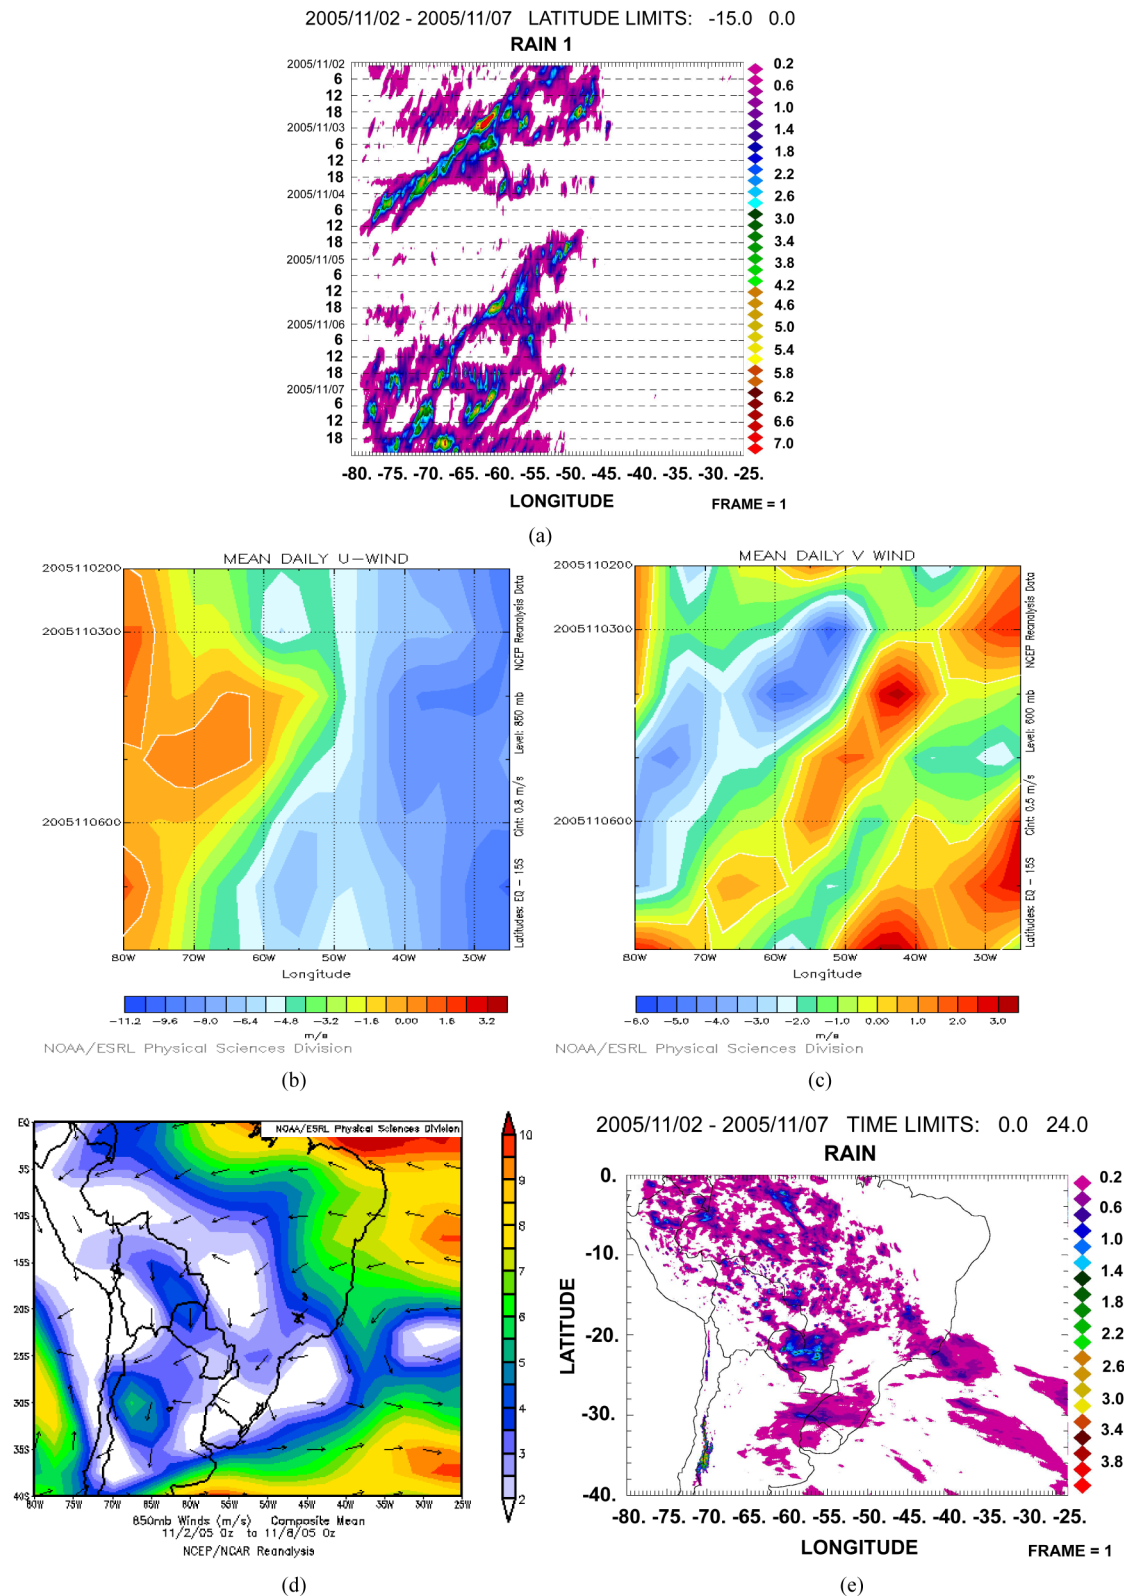 2005/11/02 - 2005/11/07 LATITUDE LIMITS: -15.0 0.0
RAIN 1
2005/11/02
6
12
18
2005/11/03
6
12
18
2005/11/04
6
12
18
2005/11/05
6
12
18
2005/11/06
6
12
18
2005/11/07
6
12
18
0.2
0.6
1.0
1.4
1.8
2.2
2.6
3.0
3.4
3.8
4.2
4.6
5.0
5.4
5.8
6.2
6.6
7.0
-80. -75. -70. -65. -60. -55. -50. -45. -40. -35. -30. -25.
LONGITUDE
FRAME = 1
(a)
MEAN DAILY U-WIND
2005110200
2005110300
2005110600
80W 70W 60W 50W 40W 30W
Longitude
NCEP Reanalysis Data
Level: 850 mb
Cint: 0.8 m/s
Latitudes: EQ - 15S
-11.2 -9.6 -8.0 -6.4 -4.8 -3.2 -1.6 0.00 1.6 3.2
m/s
NOAA/ESRL Physical Sciences Division
(b)
MEAN DAILY V WIND
2005110200
2005110300
2005110600
80W 70W 60W 50W 40W 30W
Longitude
NCEP Reanalysis Data
Level: 600 mb
Cint: 0.5 m/s
Latitudes: EQ - 15S
-6.0 -5.0 -4.0 -3.0 -2.0 -1.0 0.00 1.0 2.0 3.0
m/s
NOAA/ESRL Physical Sciences Division
(c)
NOAA/ESRL Physical Sciences Division
EQ
5S
10S
15S
20S
25S
30S
35S
40S
80W 75W 70W 65W 60W 55W 50W 45W 40W 35W 30W 25W
10
9
8
7
6
5
4
3
2
850mb Winds (m/s) Composite Mean
11/2/05 0z to 11/8/05 0z
NCEP/NCAR Reanalysis
(d)
2005/11/02 - 2005/11/07 TIME LIMITS: 0.0 24.0
RAIN
0.
-10.
-20.
-30.
-40.
LATITUDE
0.2
0.6
1.0
1.4
1.8
2.2
2.6
3.0
3.4
3.8
-80. -75. -70. -65. -60. -55. -50. -45. -40. -35. -30. -25.
LONGITUDE
FRAME = 1
(e)